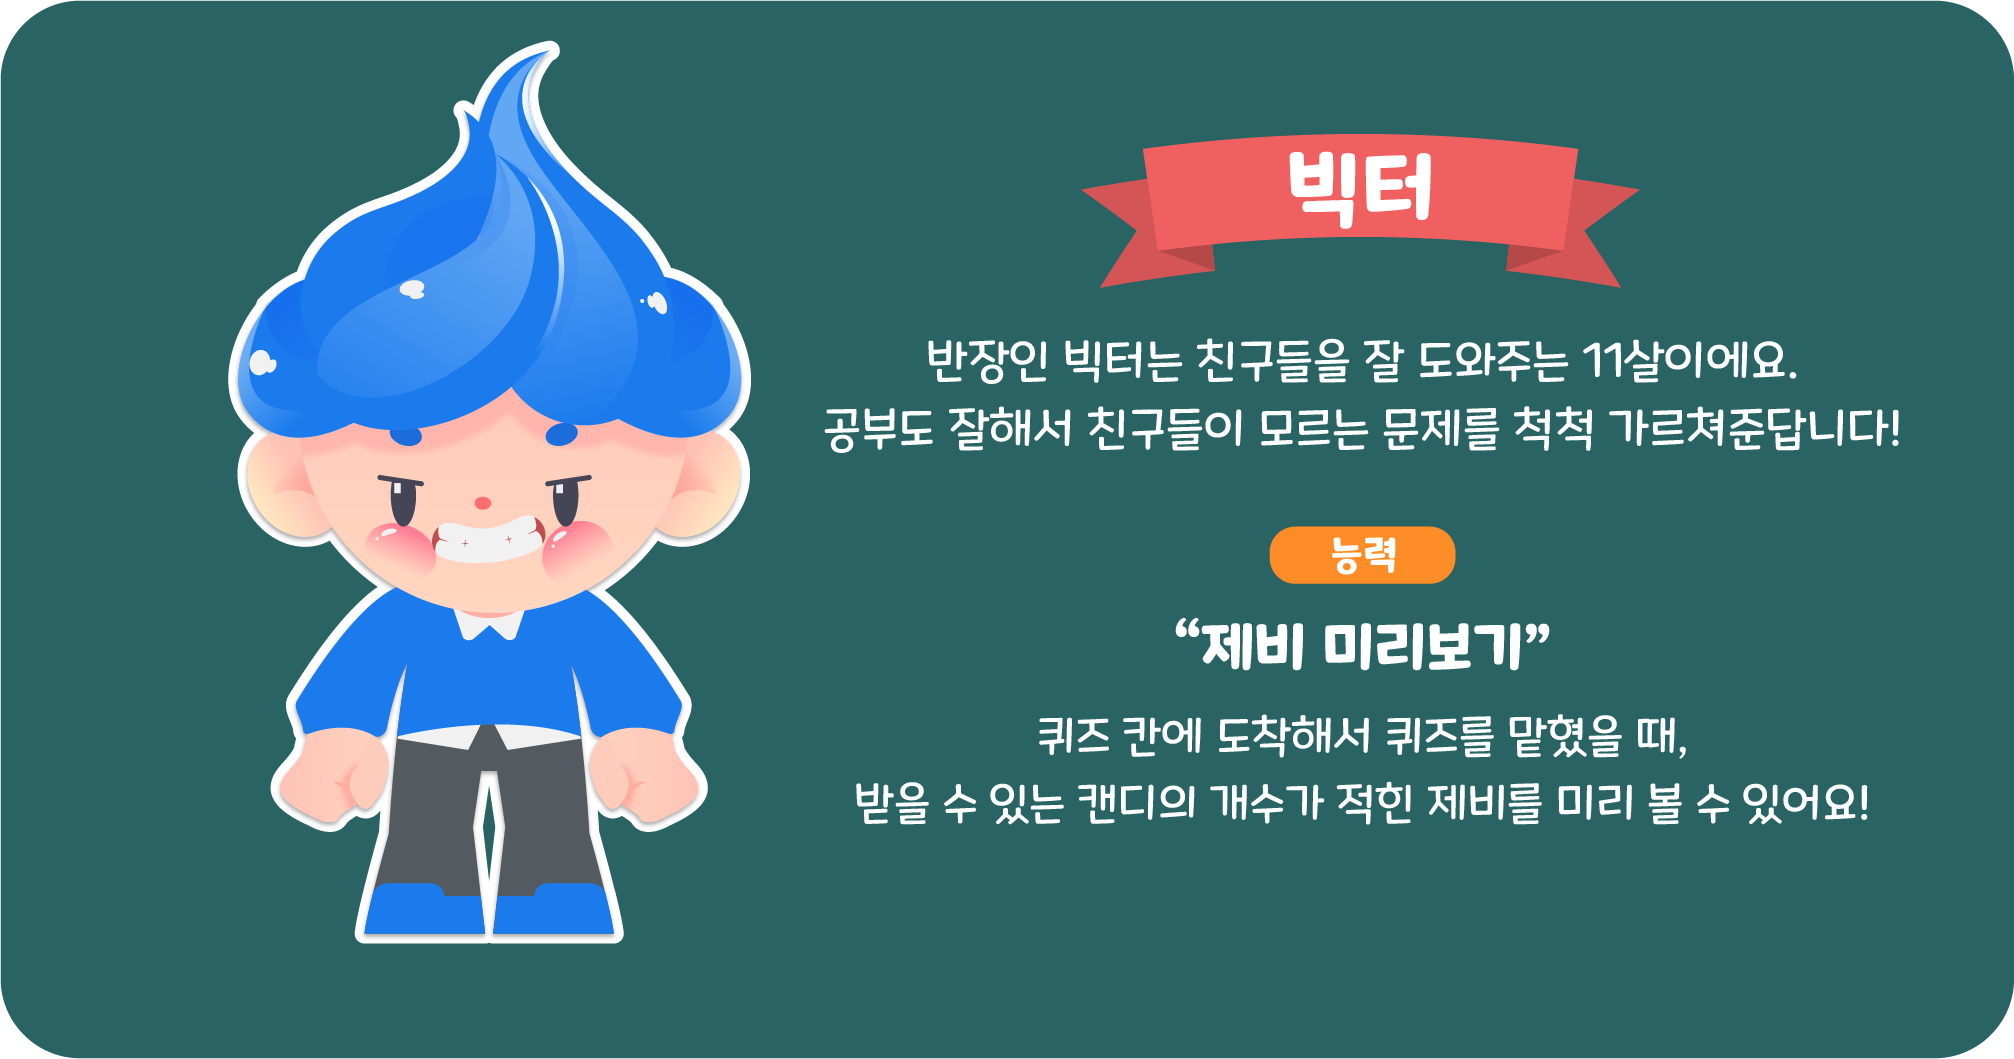 빅터
반장인 빅터는 친구들을 잘 도와주는 11살이에요.
공부도 잘해서 친구들이 모르는 문제를 척척 가르쳐준답니다!
능력
“제비 미리보기”
퀴즈 칸에 도착해서 퀴즈를 맡혔을 때,
받을 수 있는 캔디의 개수가 적힌 제비를 미리 볼 수 있어요!